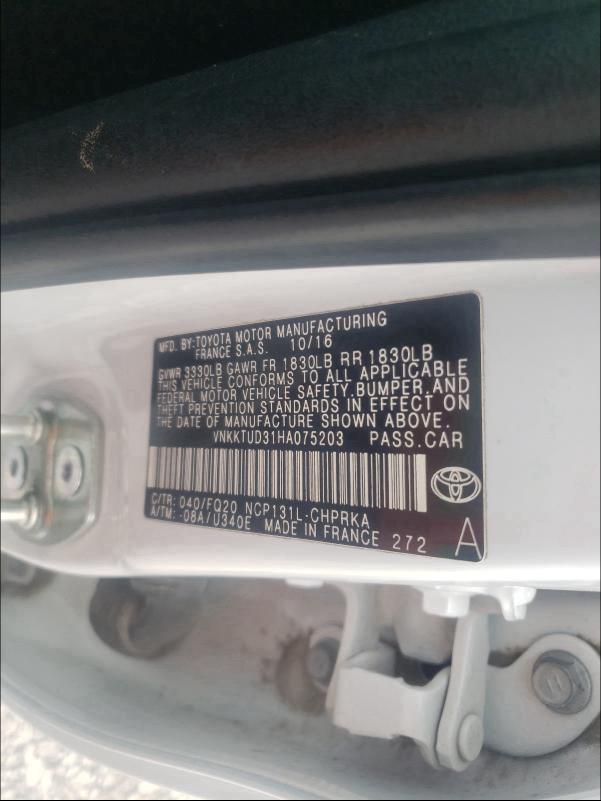 MFD. BY:TOYOTA MOTOR MANUFACTURING
FRANCE S.A.S. 10/16
GVWR 3330LB GAWR FR 1830LB RR 1830LB
THIS VEHICLE CONFORMS TO ALL APPLICABLE
FEDERAL MOTOR VEHICLE SAFETY,BUMPER,AND
THEFT PREVENTION STANDARDS IN EFFECT ON
THE DATE OF MANUFACTURE SHOWN ABOVE.
VNKKTUD31HA075203 PASS.CAR
C/TR: 040/FQ20 NCP131L-CHPRKA
A/TM: -08A/U340E MADE IN FRANCE 272 A